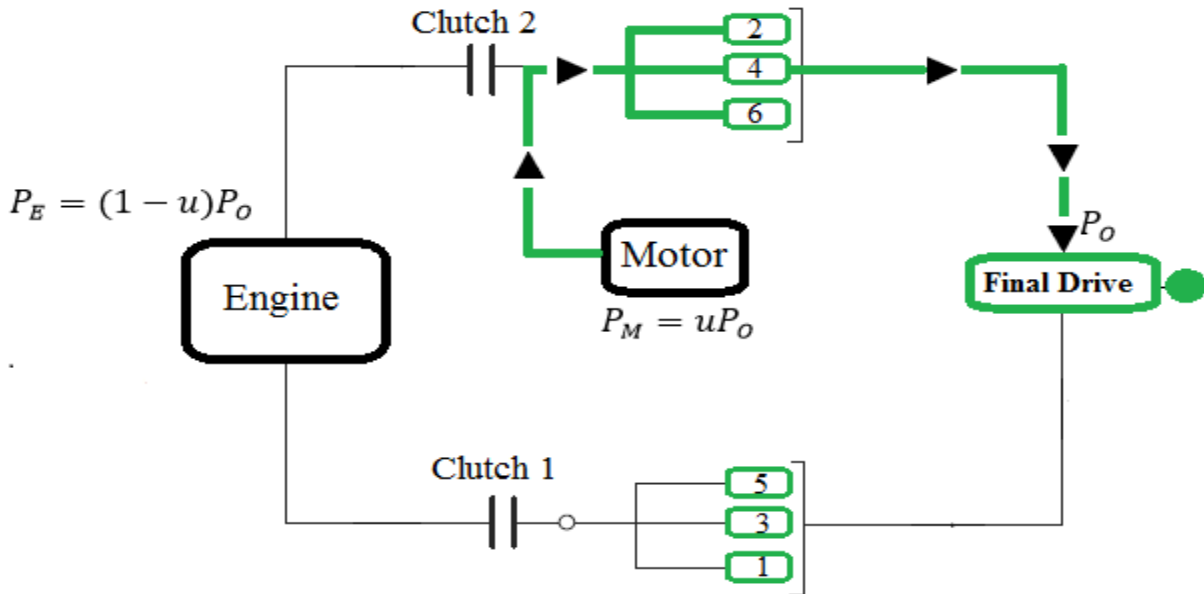 Clutch 2
2
4
6
P_E = (1 − u)P_O
P_O
Motor
Engine
Final Drive
P_M = uP_O
.
Clutch 1
5
3
1